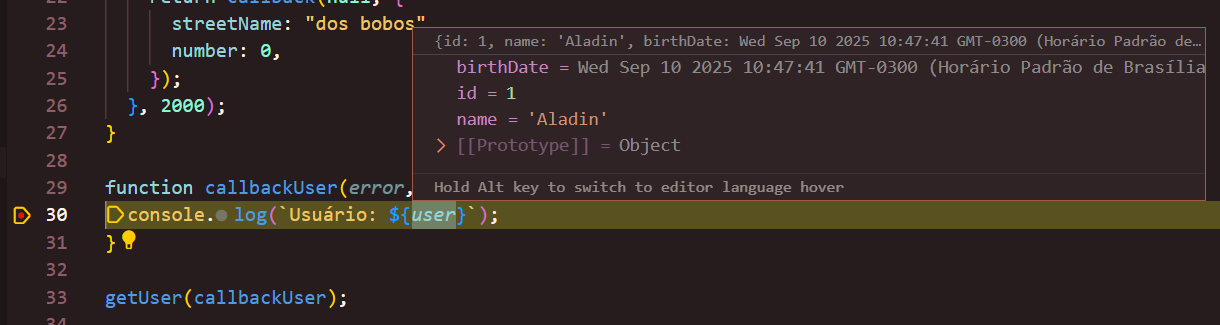 22 return callback(null, {
23 streetName: "dos bobos"
24 number: 0,
25 });
26 }, 2000);
27 }
28
29 function callbackUser(error,
30 console.log(`Usuário: ${user}`);
31 }
32
33 getUser(callbackUser);
34
{id: 1, name: 'Aladin', birthDate: Wed Sep 10 2025 10:47:41 GMT-0300 (Horário Padrão de…
birthDate = Wed Sep 10 2025 10:47:41 GMT-0300 (Horário Padrão de Brasília
id = 1
name = 'Aladin'
[[Prototype]] = Object
Hold Alt key to switch to editor language hover